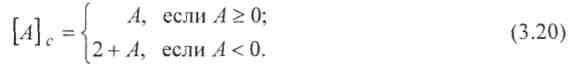 [A]_c = { A, если A ≥ 0; (3.20)
2 + A, если A < 0.